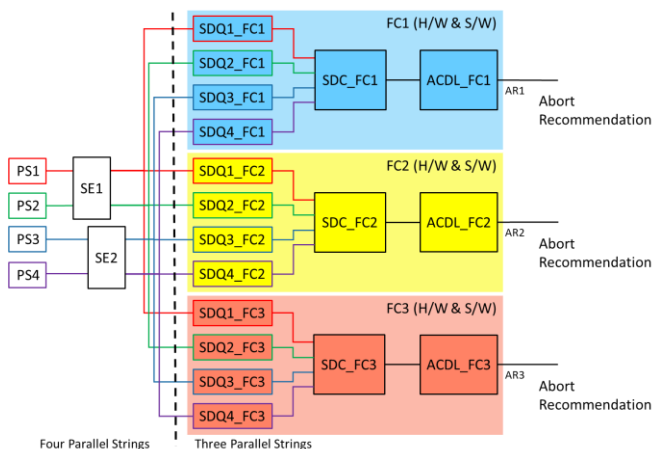 FC1 (H/W & S/W)
SDQ1_FC1
SDQ2_FC1
SDQ3_FC1
SDQ4_FC1
SDC_FC1
ACDL_FC1
AR1
Abort
Recommendation
PS1
PS2
PS3
PS4
SE1
SE2
FC2 (H/W & S/W)
SDQ1_FC2
SDQ2_FC2
SDQ3_FC2
SDQ4_FC2
SDC_FC2
ACDL_FC2
AR2
Abort
Recommendation
FC3 (H/W & S/W)
SDQ1_FC3
SDQ2_FC3
SDQ3_FC3
SDQ4_FC3
SDC_FC3
ACDL_FC3
AR3
Abort
Recommendation
Four Parallel Strings
Three Parallel Strings